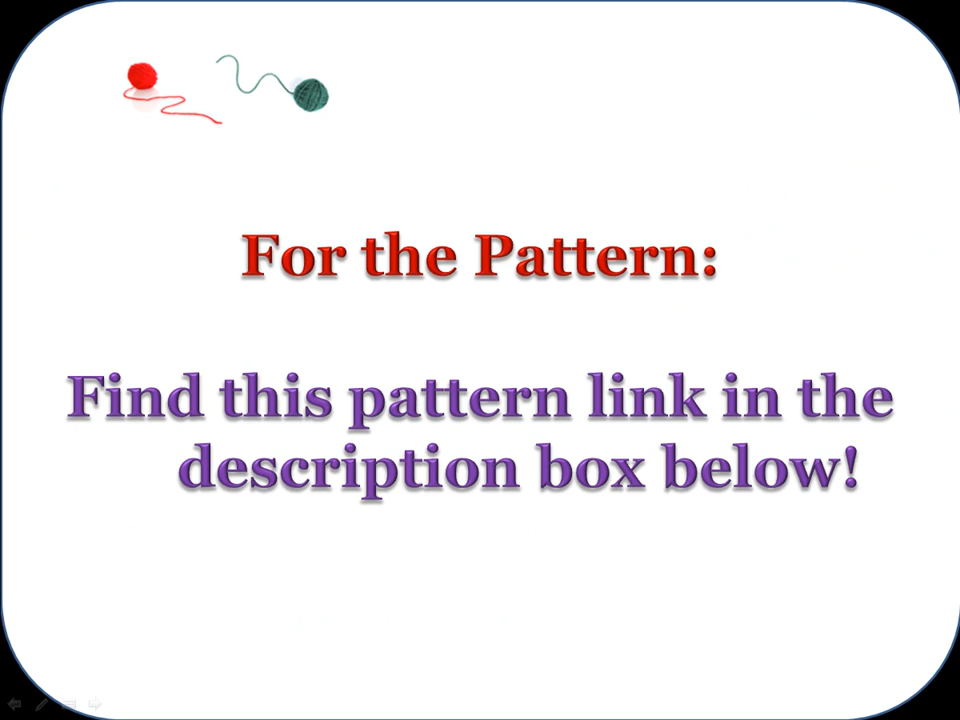 For the Pattern:
Find this pattern link in the
description box below!